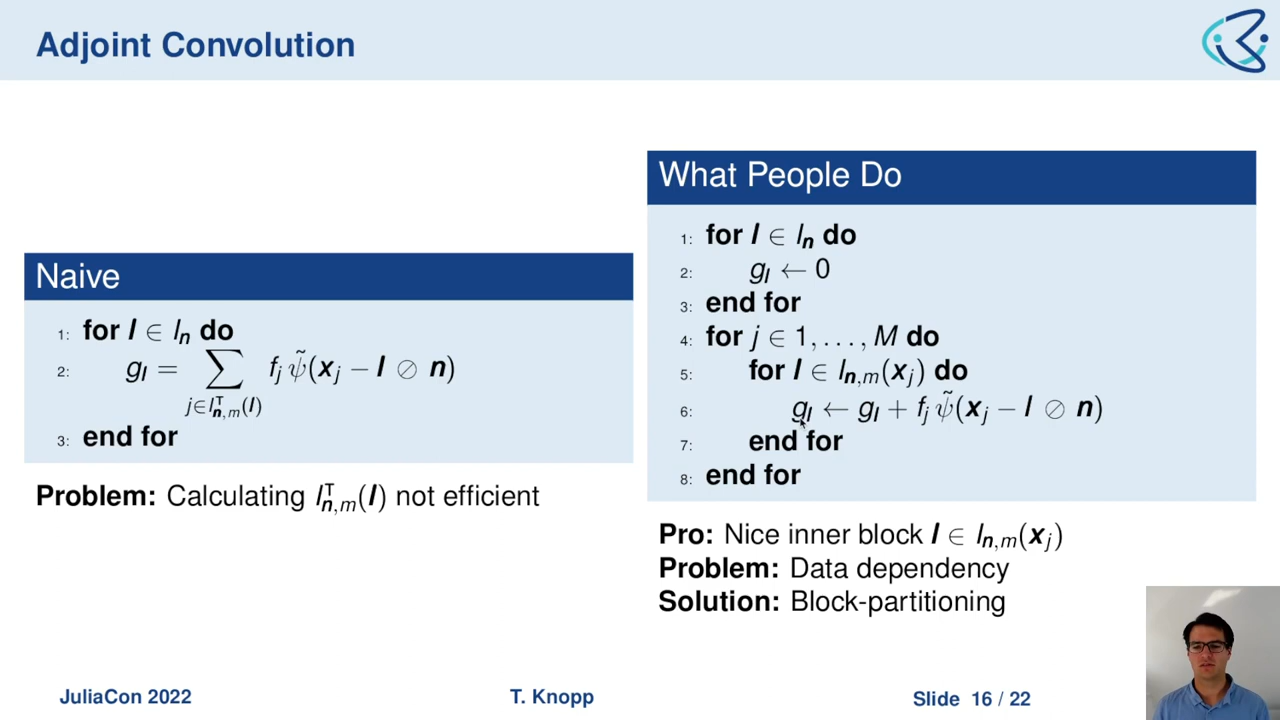 Adjoint Convolution
Naive
1: for l ∈ Iₙ do
2: g_l = ∑_{j∈I^T_{n,m}(l)} f_j ψ̃(x_j − l ⊘ n)
3: end for
Problem: Calculating I^T_{n,m}(l) not efficient
What People Do
1: for l ∈ Iₙ do
2: g_l ← 0
3: end for
4: for j ∈ 1, . . . , M do
5: for l ∈ I_{n,m}(x_j) do
6: g_l ← g_l + f_j ψ̃(x_j − l ⊘ n)
7: end for
8: end for
Pro: Nice inner block l ∈ I_{n,m}(x_j)
Problem: Data dependency
Solution: Block-partitioning
JuliaCon 2022
T. Knopp
Slide 16 / 22